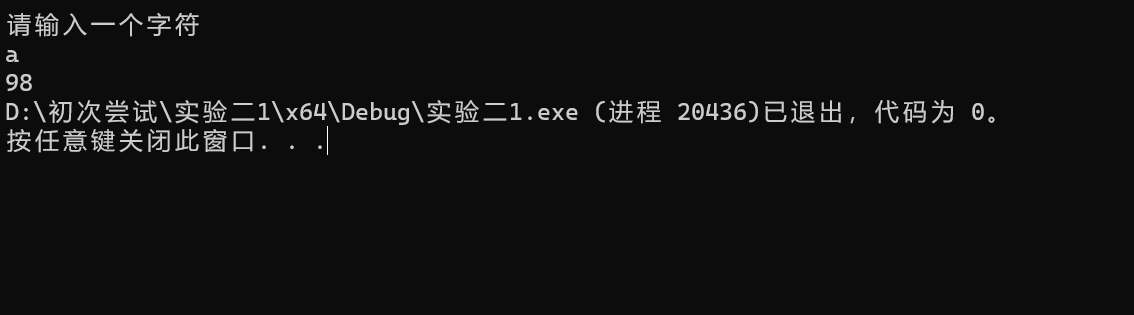 请输入一个字符
a
98
D:\初次尝试\实验二1\x64\Debug\实验二1.exe (进程 20436)已退出，代码为 0。
按任意键关闭此窗口. . .